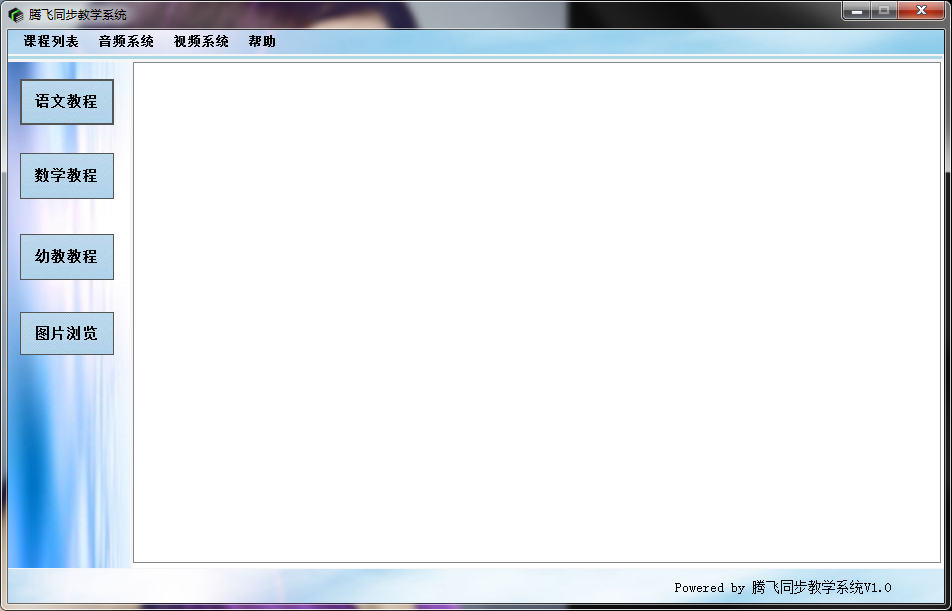 腾飞同步教学系统
课程列表 音频系统 视频系统 帮助
语文教程
数学教程
幼教教程
图片浏览
Powered by 腾飞同步教学系统V1.0